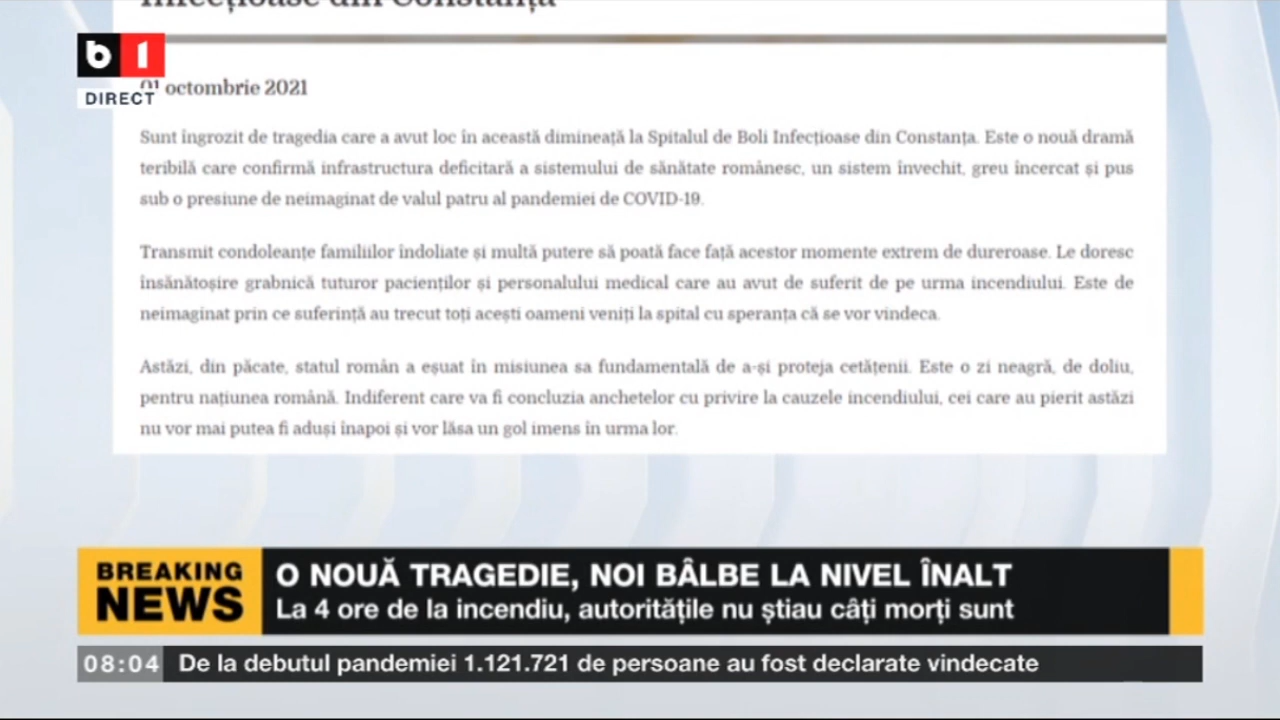 Infecțioase din Constanța
b 1
DIRECT
01 octombrie 2021
Sunt îngrozit de tragedia care a avut loc în această dimineață la Spitalul de Boli Infecțioase din Constanța. Este o nouă dramă
teribilă care confirmă infrastructura deficitară a sistemului de sănătate românesc, un sistem învechit, greu încercat și pus
sub o presiune de neimaginat de valul patru al pandemiei de COVID-19.
Transmit condoleanțe familiilor îndoliate și multă putere să poată face față acestor momente extrem de dureroase. Le doresc
însănătoșire grabnică tuturor pacienților și personalului medical care au avut de suferit de pe urma incendiului. Este de
neimaginat prin ce suferință au trecut toți acești oameni veniți la spital cu speranța că se vor vindeca.
Astăzi, din păcate, statul român a eșuat în misiunea sa fundamentală de a-și proteja cetățenii. Este o zi neagră, de doliu,
pentru națiunea română. Indiferent care va fi concluzia anchetelor cu privire la cauzele incendiului, cei care au pierit astăzi
nu vor mai putea fi aduși înapoi și vor lăsa un gol imens în urma lor.
BREAKING
NEWS
O NOUĂ TRAGEDIE, NOI BÂLBE LA NIVEL ÎNALT
La 4 ore de la incendiu, autoritățile nu știau câți morți sunt
08:04 De la debutul pandemiei 1.121.721 de persoane au fost declarate vindecate